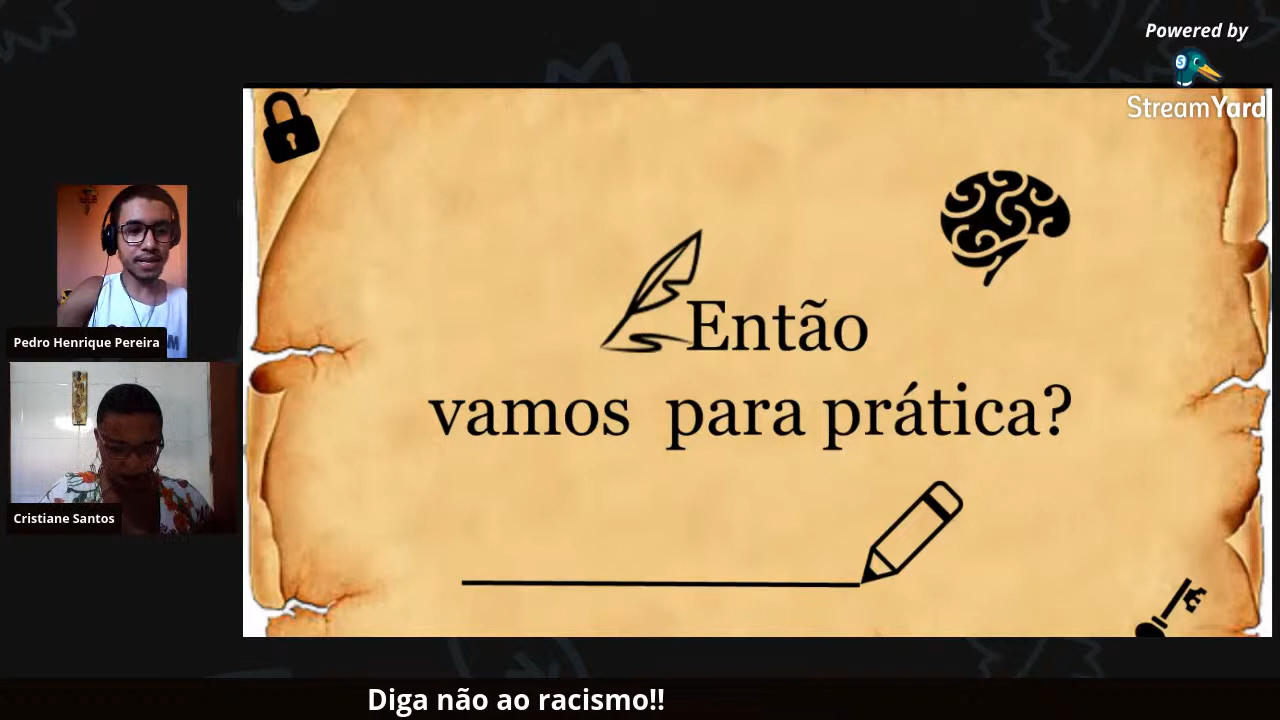 Powered by
StreamYard
Pedro Henrique Pereira
Cristiane Santos
Então
vamos para prática?
Diga não ao racismo!!